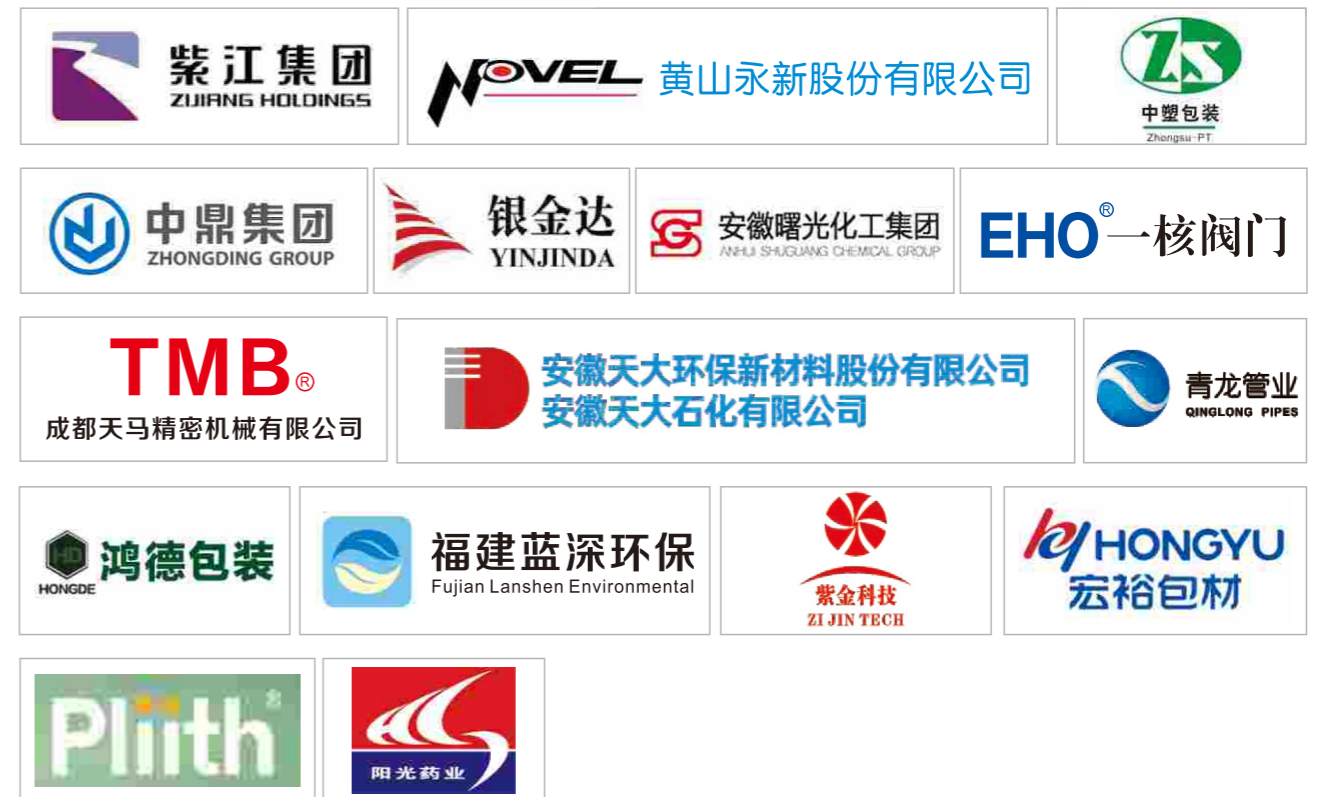 紫江集团
ZIJIANG HOLDINGS
NOVEL 黄山永新股份有限公司
ZS
中塑包装
Zhongsu-PT
中鼎集团
ZHONGDING GROUP
银金达
YINJINDA
安徽曙光化工集团
ANHUI SHUGUANG CHEMICAL GROUP
EHO®一核阀门
TMB®
成都天马精密机械有限公司
安徽天大环保新材料股份有限公司
安徽天大石化有限公司
青龙管业
QINGLONG PIPES
HD
鸿德包装
HONGDE
福建蓝深环保
Fujian Lanshen Environmental
紫金科技
ZI JIN TECH
hy HONGYU
宏裕包材
Pliith®
阳光药业